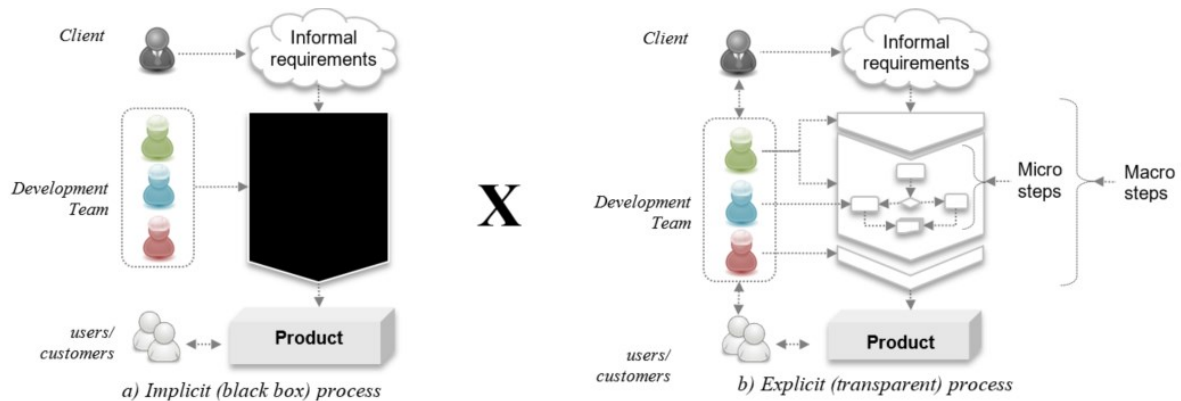 Client
Informal
requirements
Development
Team
users/
customers
Product
a) Implicit (black box) process
X
Client
Informal
requirements
Development
Team
Micro
steps
Macro
steps
users/
customers
Product
b) Explicit (transparent) process